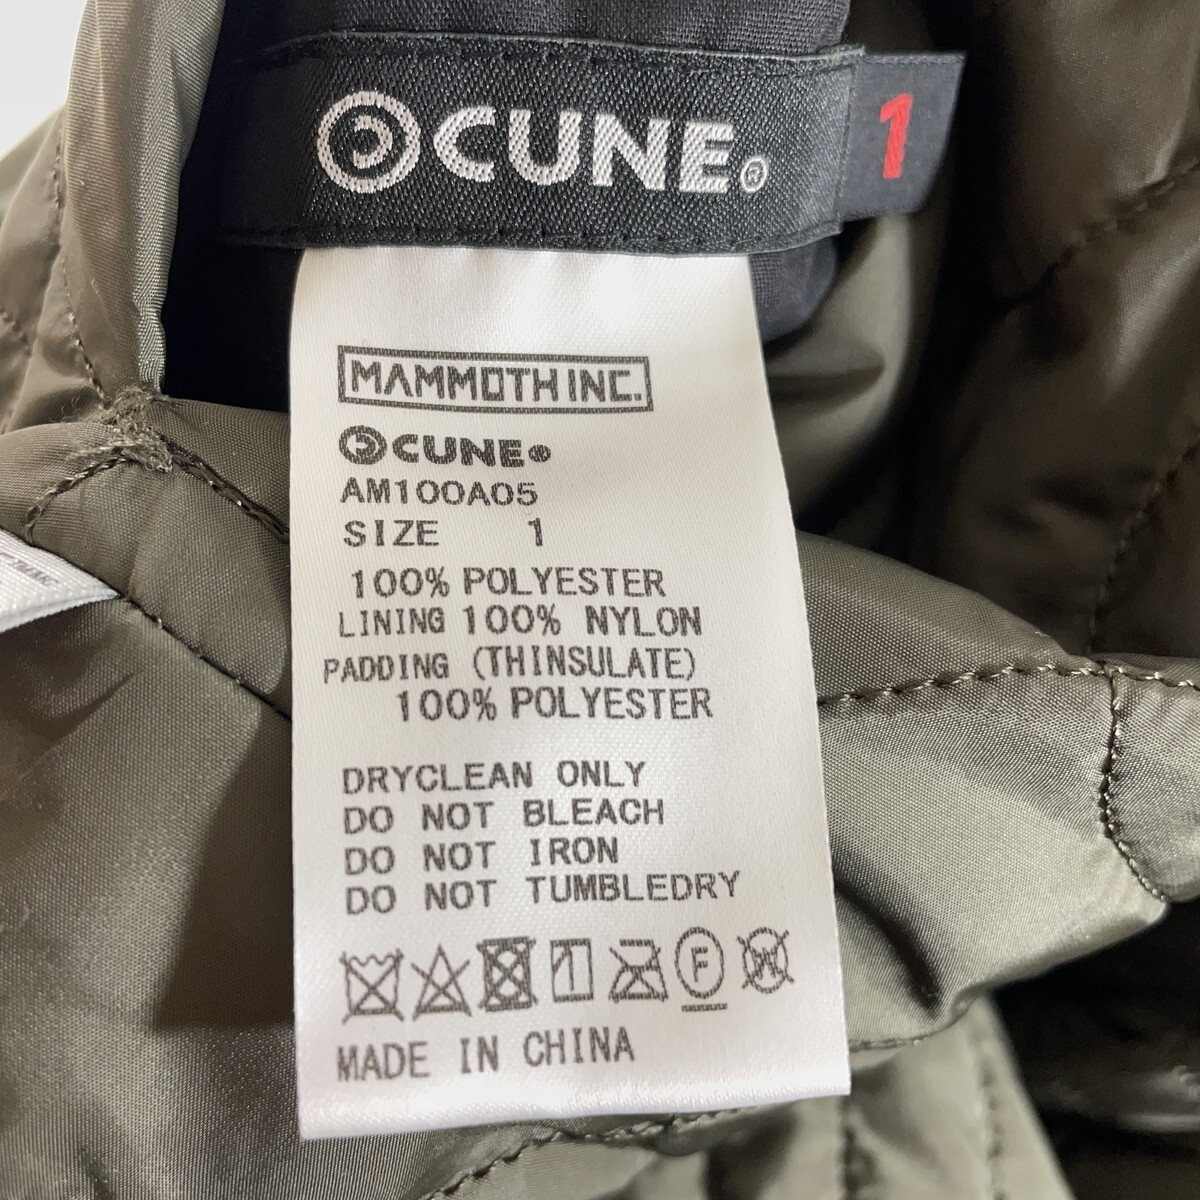 CUNE®
1
MAMMOTH INC.
CUNE®
AM100A05
SIZE 1
100% POLYESTER
LINING 100% NYLON
PADDING (THINSULATE)
100% POLYESTER
DRYCLEAN ONLY
DO NOT BLEACH
DO NOT IRON
DO NOT TUMBLEDRY
F W
MADE IN CHINA